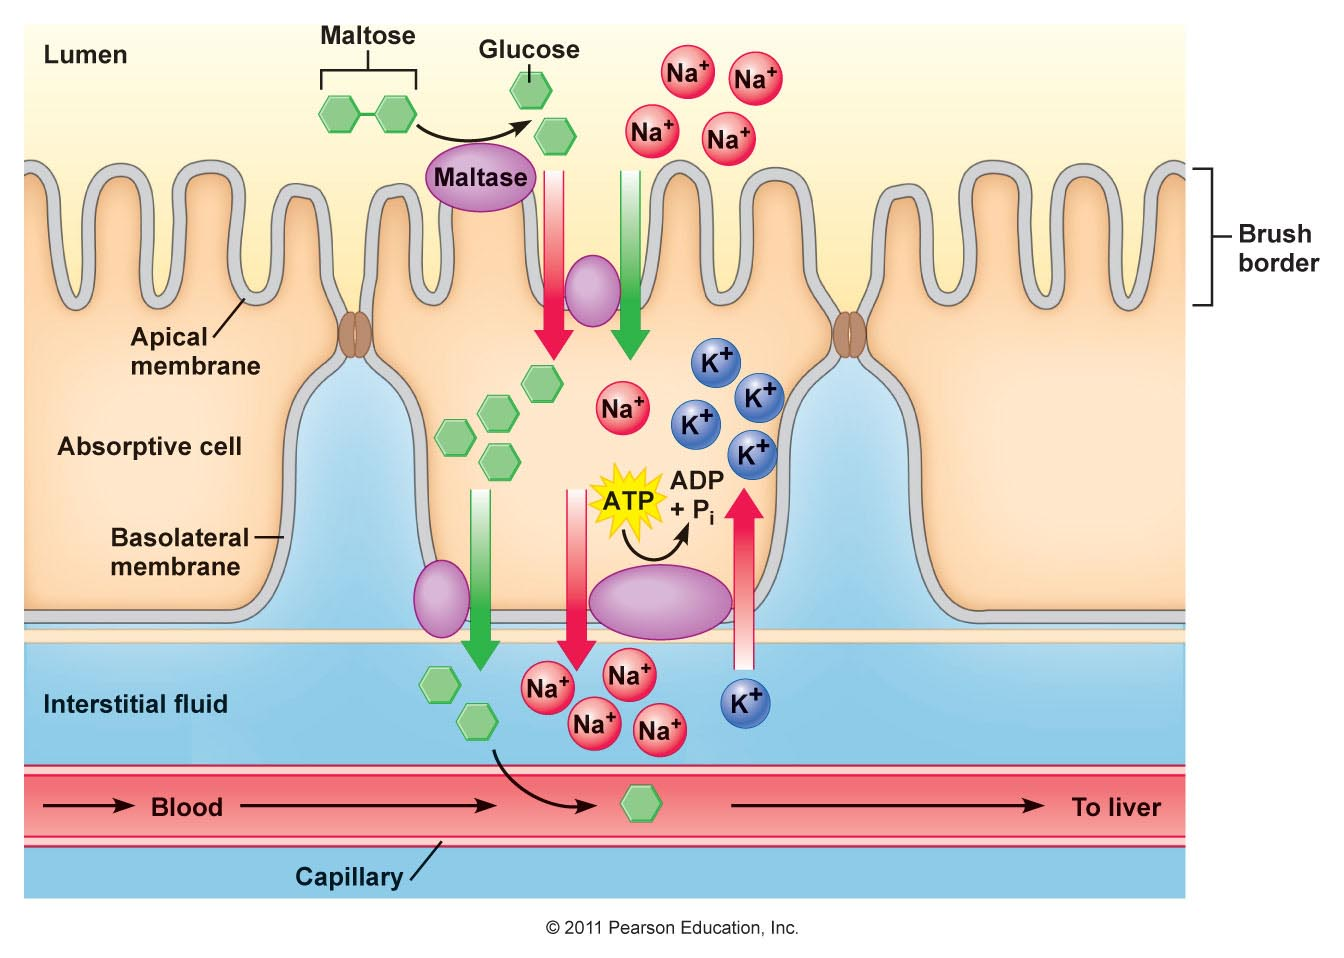 Lumen
Maltose
Glucose
Na+
Na+
Na+
Na+
Maltase
Brush
border
Apical
membrane
K+
K+
Na+
K+
K+
Absorptive cell
ATP
ADP
+ Pi
Basolateral
membrane
Na+
Na+
Na+
Na+
K+
Interstitial fluid
Blood
To liver
Capillary
© 2011 Pearson Education, Inc.